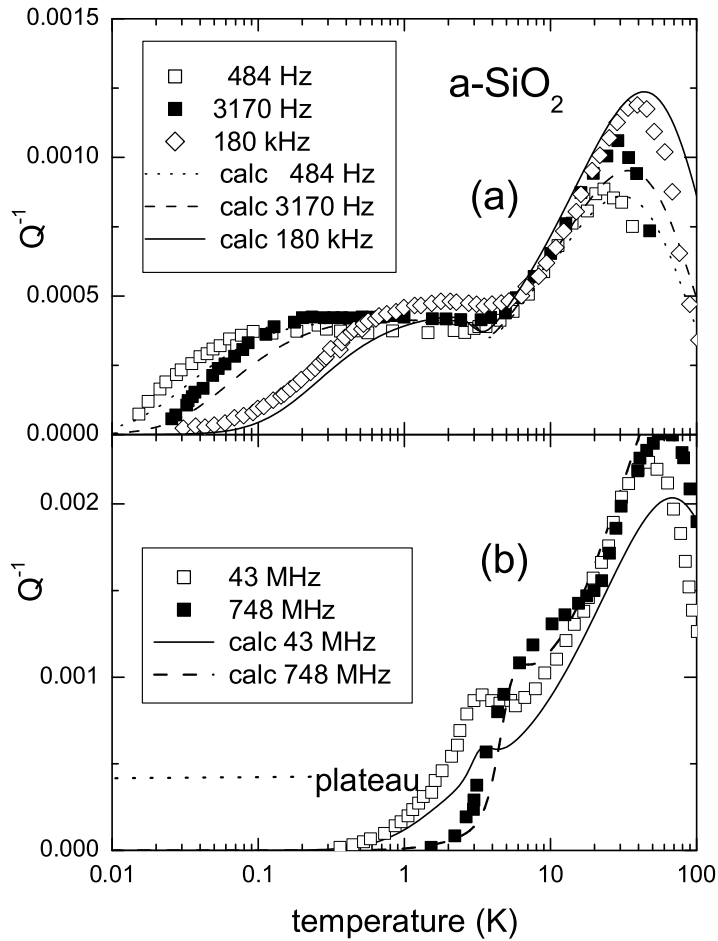 0.0015
484 Hz
3170 Hz
180 kHz
calc 484 Hz
calc 3170 Hz
calc 180 kHz
a-SiO2
(a)
0.0010
Q-1
0.0005
0.0000
0.002
(b)
Q-1
43 MHz
748 MHz
calc 43 MHz
calc 748 MHz
0.001
plateau
0.000
0.01 0.1 1 10 100
temperature (K)